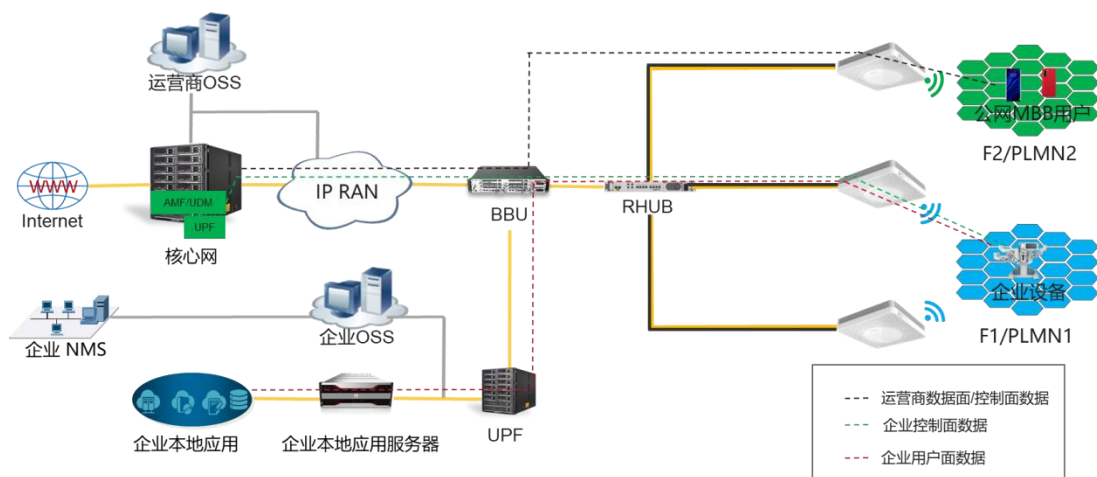 运营商OSS
WWW
Internet
AMF/UDM
UPF
核心网
IP RAN
BBU
RHUB
公网MBB用户
F2/PLMN2
企业设备
F1/PLMN1
企业 NMS
企业OSS
企业本地应用
企业本地应用服务器
UPF
运营商数据面/控制面数据
企业控制面数据
企业用户面数据